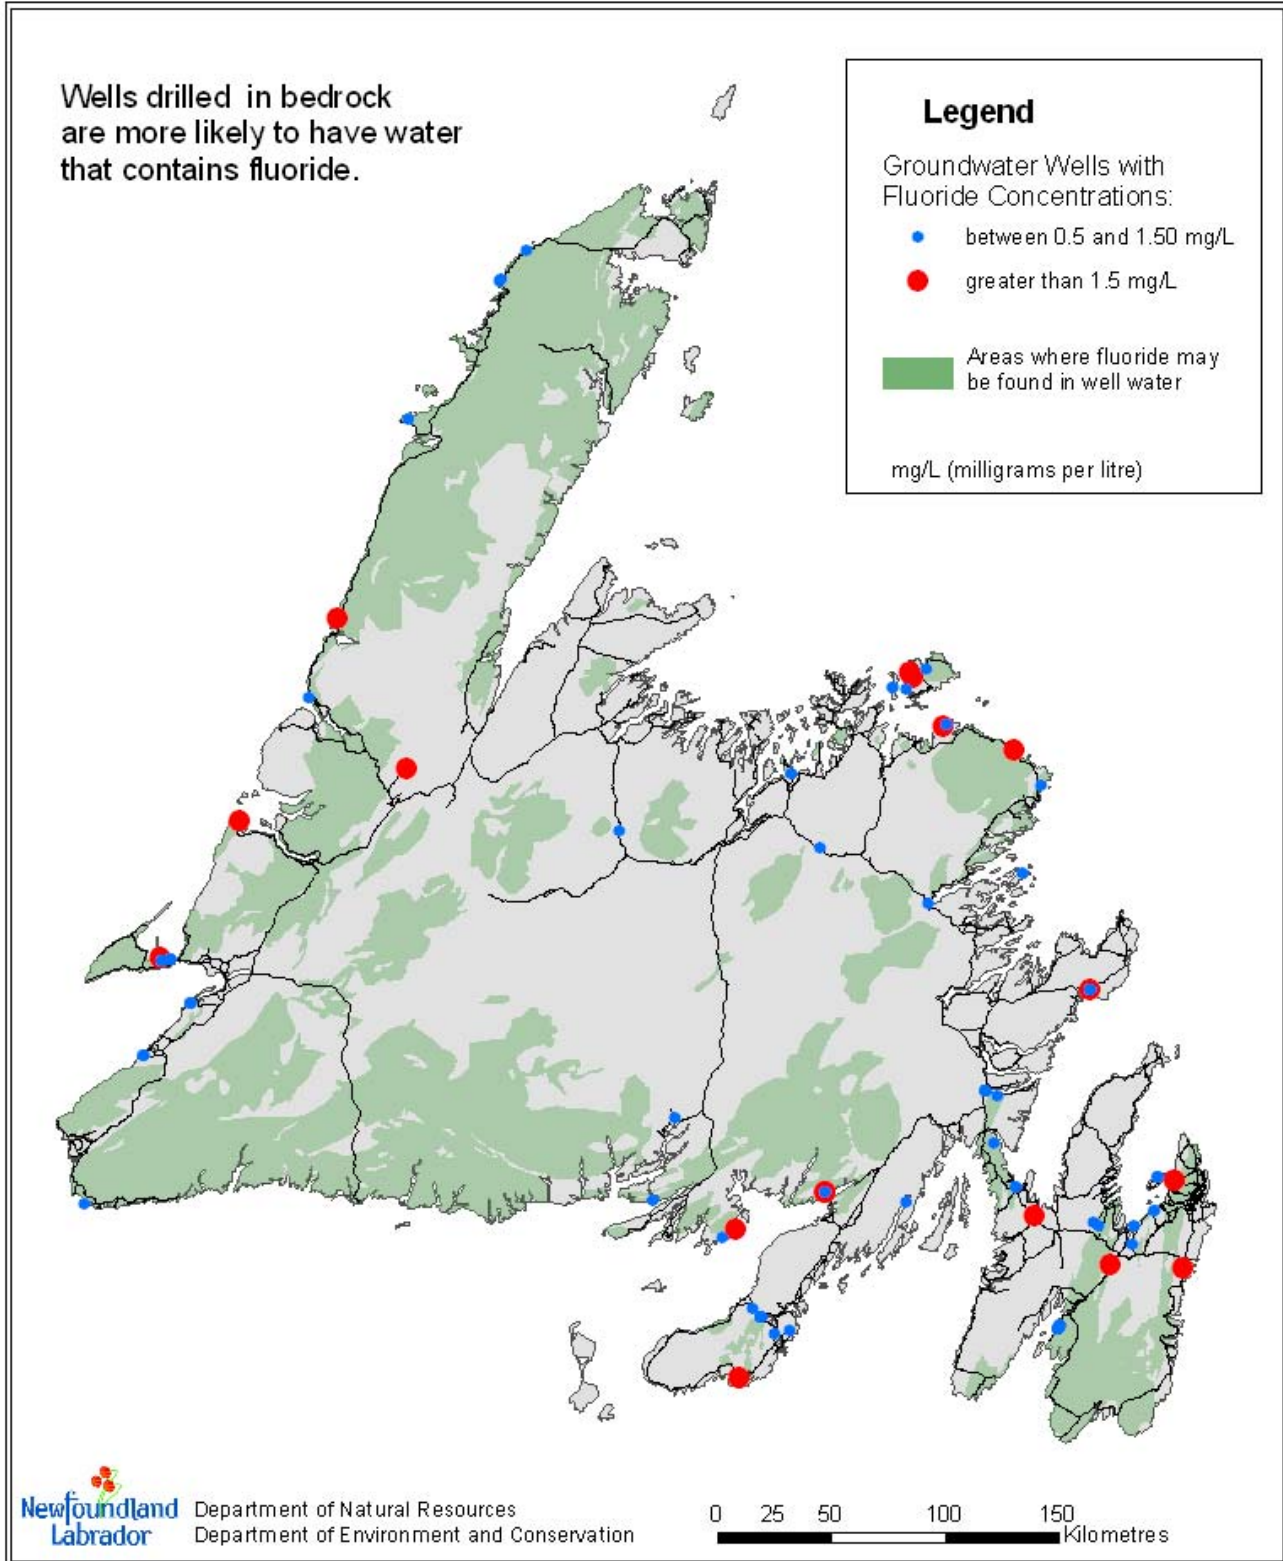 Wells drilled in bedrock
are more likely to have water
that contains fluoride.
Legend
Groundwater Wells with
Fluoride Concentrations:
between 0.5 and 1.50 mg/L
greater than 1.5 mg/L
Areas where fluoride may
be found in well water
mg/L (milligrams per litre)
Newfoundland
Labrador
Department of Natural Resources
Department of Environment and Conservation
0 25 50 100 150
Kilometres